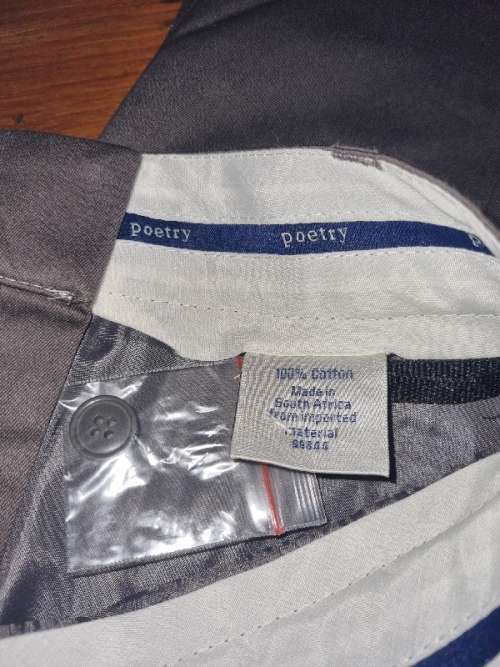 poetry poetry p
100% Cotton
Made in
South Africa
from imported
material